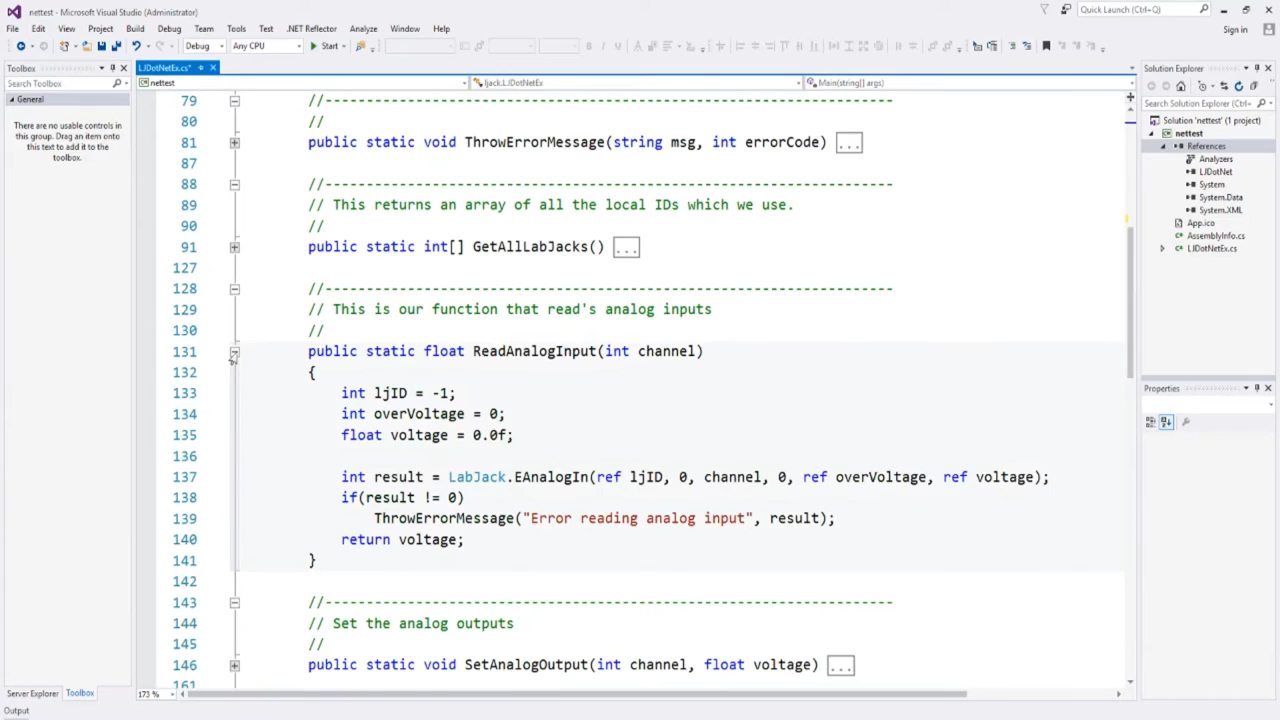 nettest - Microsoft Visual Studio (Administrator)
Quick Launch (Ctrl+Q)
File Edit View Project Build Debug Team Tools Test .NET Reflector Analyze Window Help
Sign in
Debug Any CPU Start
Toolbox
Search Toolbox
General
There are no usable controls in
this group. Drag an item onto
this text to add it to the
toolbox.
LJDotNetEx.cs*
nettest ljack.LJDotNetEx Main(string[] args)
79 //---------------------------------------------------------------------
80 //
81 public static void ThrowErrorMessage(string msg, int errorCode) ...
87
88 //---------------------------------------------------------------------
89 // This returns an array of all the local IDs which we use.
90 //
91 public static int[] GetAllLabJacks() ...
127
128 //---------------------------------------------------------------------
129 // This is our function that read's analog inputs
130 //
131 public static float ReadAnalogInput(int channel)
132 {
133 int ljID = -1;
134 int overVoltage = 0;
135 float voltage = 0.0f;
136
137 int result = LabJack.EAnalogIn(ref ljID, 0, channel, 0, ref overVoltage, ref voltage);
138 if(result != 0)
139 ThrowErrorMessage("Error reading analog input", result);
140 return voltage;
141 }
142
143 //---------------------------------------------------------------------
144 // Set the analog outputs
145 //
146 public static void SetAnalogOutput(int channel, float voltage) ...
161
173 %
Solution Explorer
Search Solution Explorer (Ctrl+
Solution 'nettest' (1 project)
nettest
References
Analyzers
LJDotNet
System
System.Data
System.XML
App.ico
AssemblyInfo.cs
LJDotNetEx.cs
Properties
Server Explorer Toolbox
Output